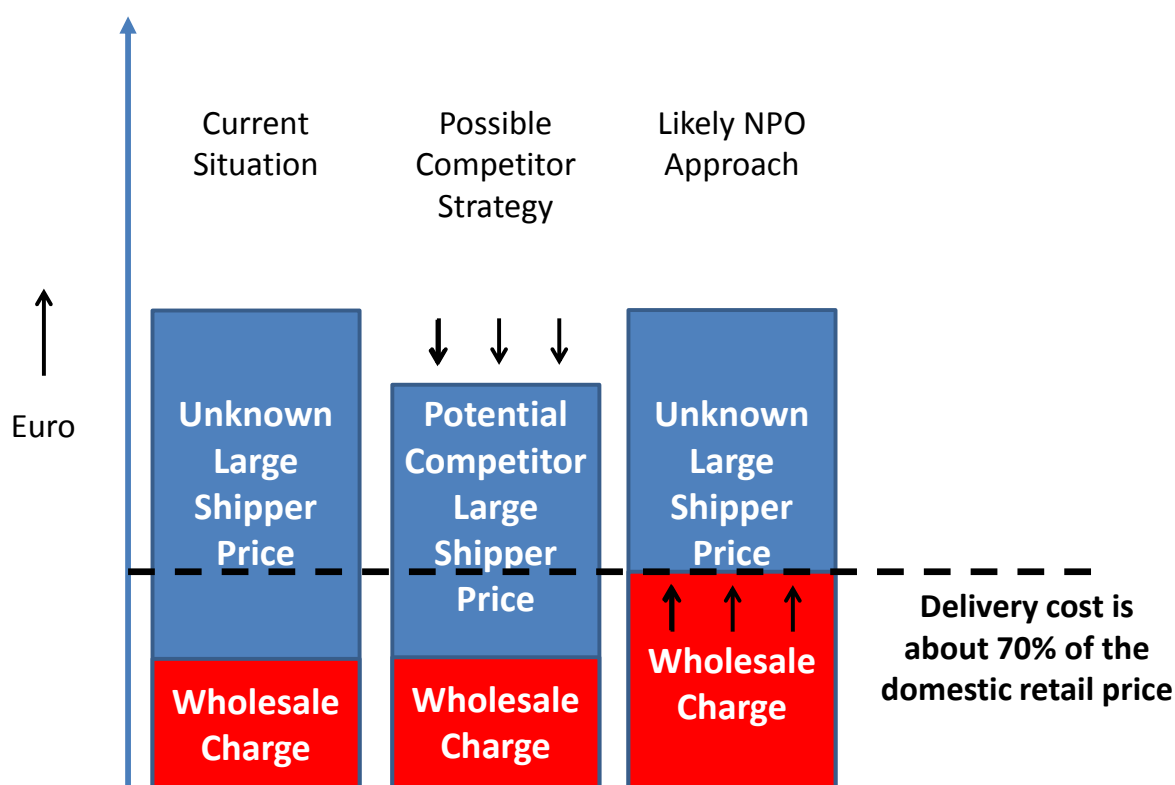 Current
Situation
Possible
Competitor
Strategy
Likely NPO
Approach
Euro
Unknown
Large
Shipper
Price
Wholesale
Charge
Potential
Competitor
Large
Shipper
Price
Wholesale
Charge
Unknown
Large
Shipper
Price
Wholesale
Charge
Delivery cost is
about 70% of the
domestic retail price